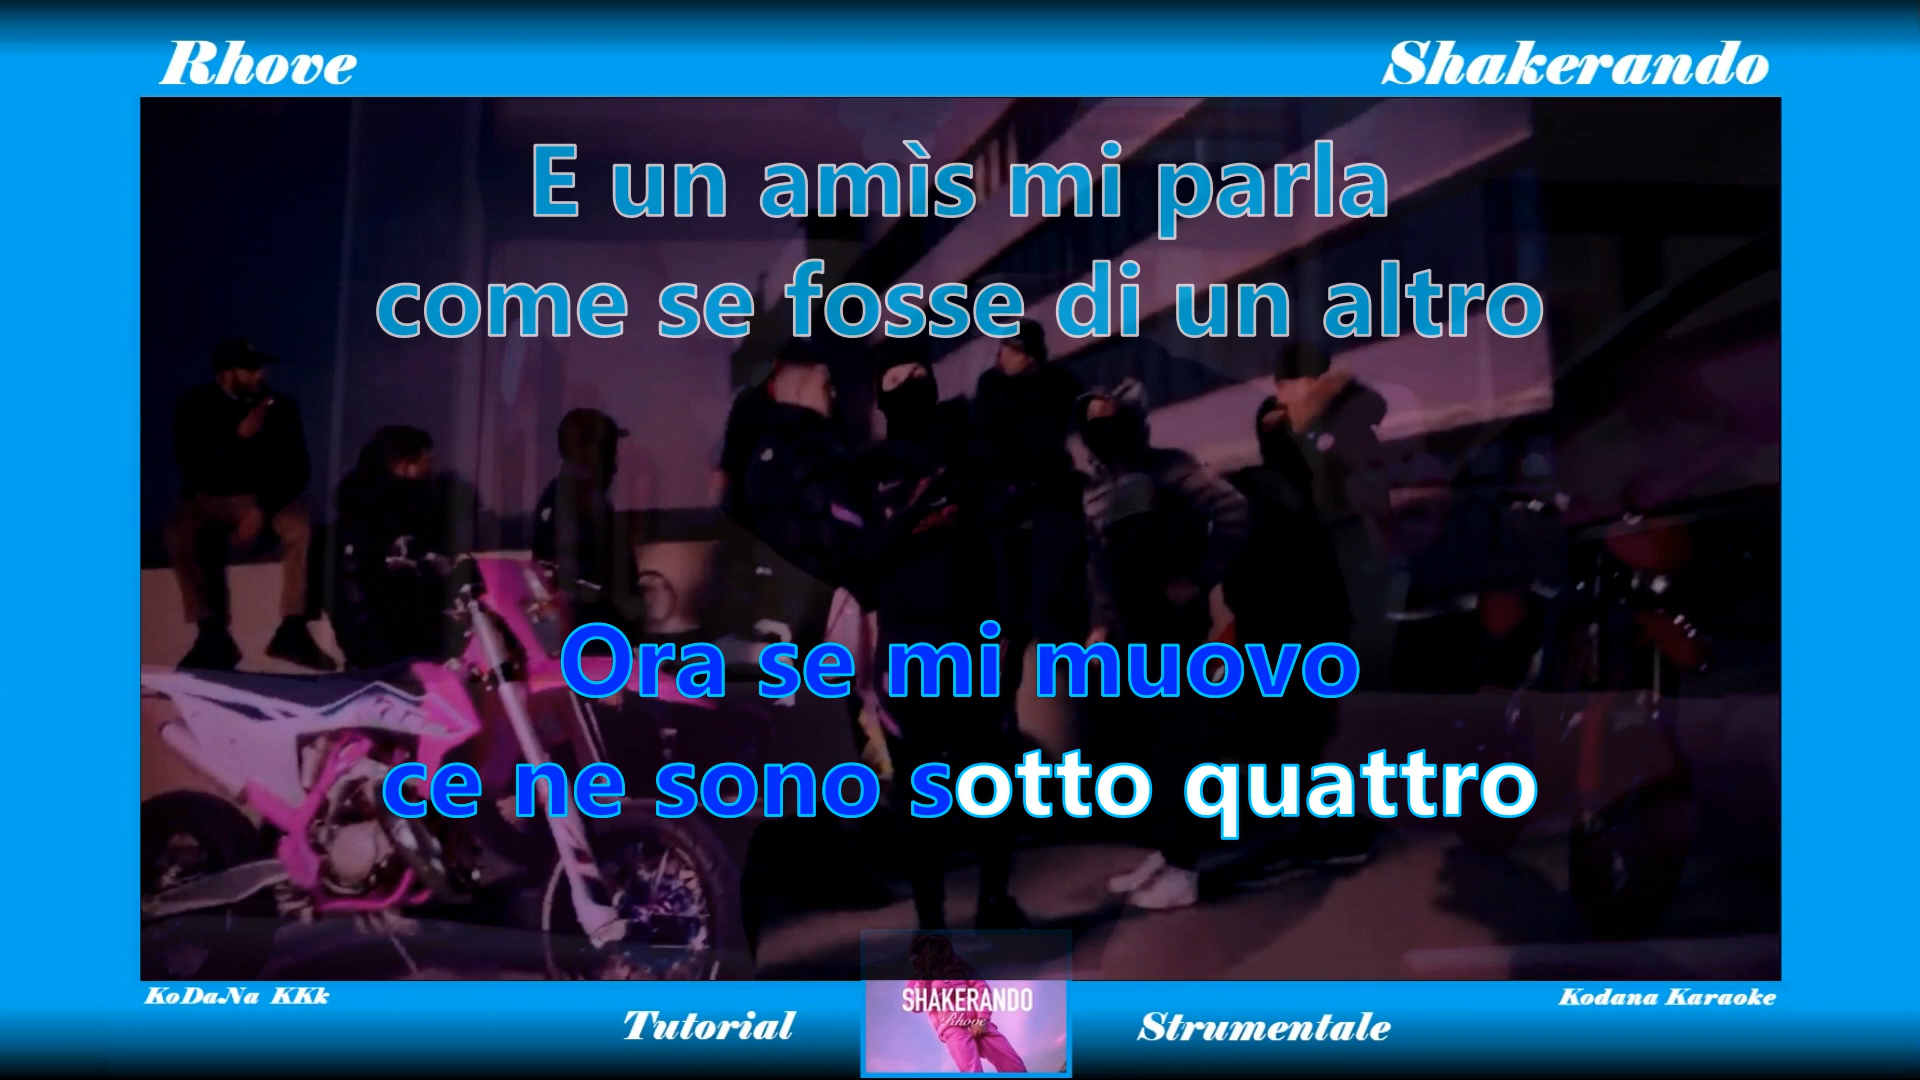 Rhove
Shakerando
E un amìs mi parla
come se fosse di un altro
Ora se mi muovo
ce ne sono sotto quattro
KoDaNa KKk
Kodana Karaoke
Tutorial
SHAKERANDO
Rhove
Strumentale